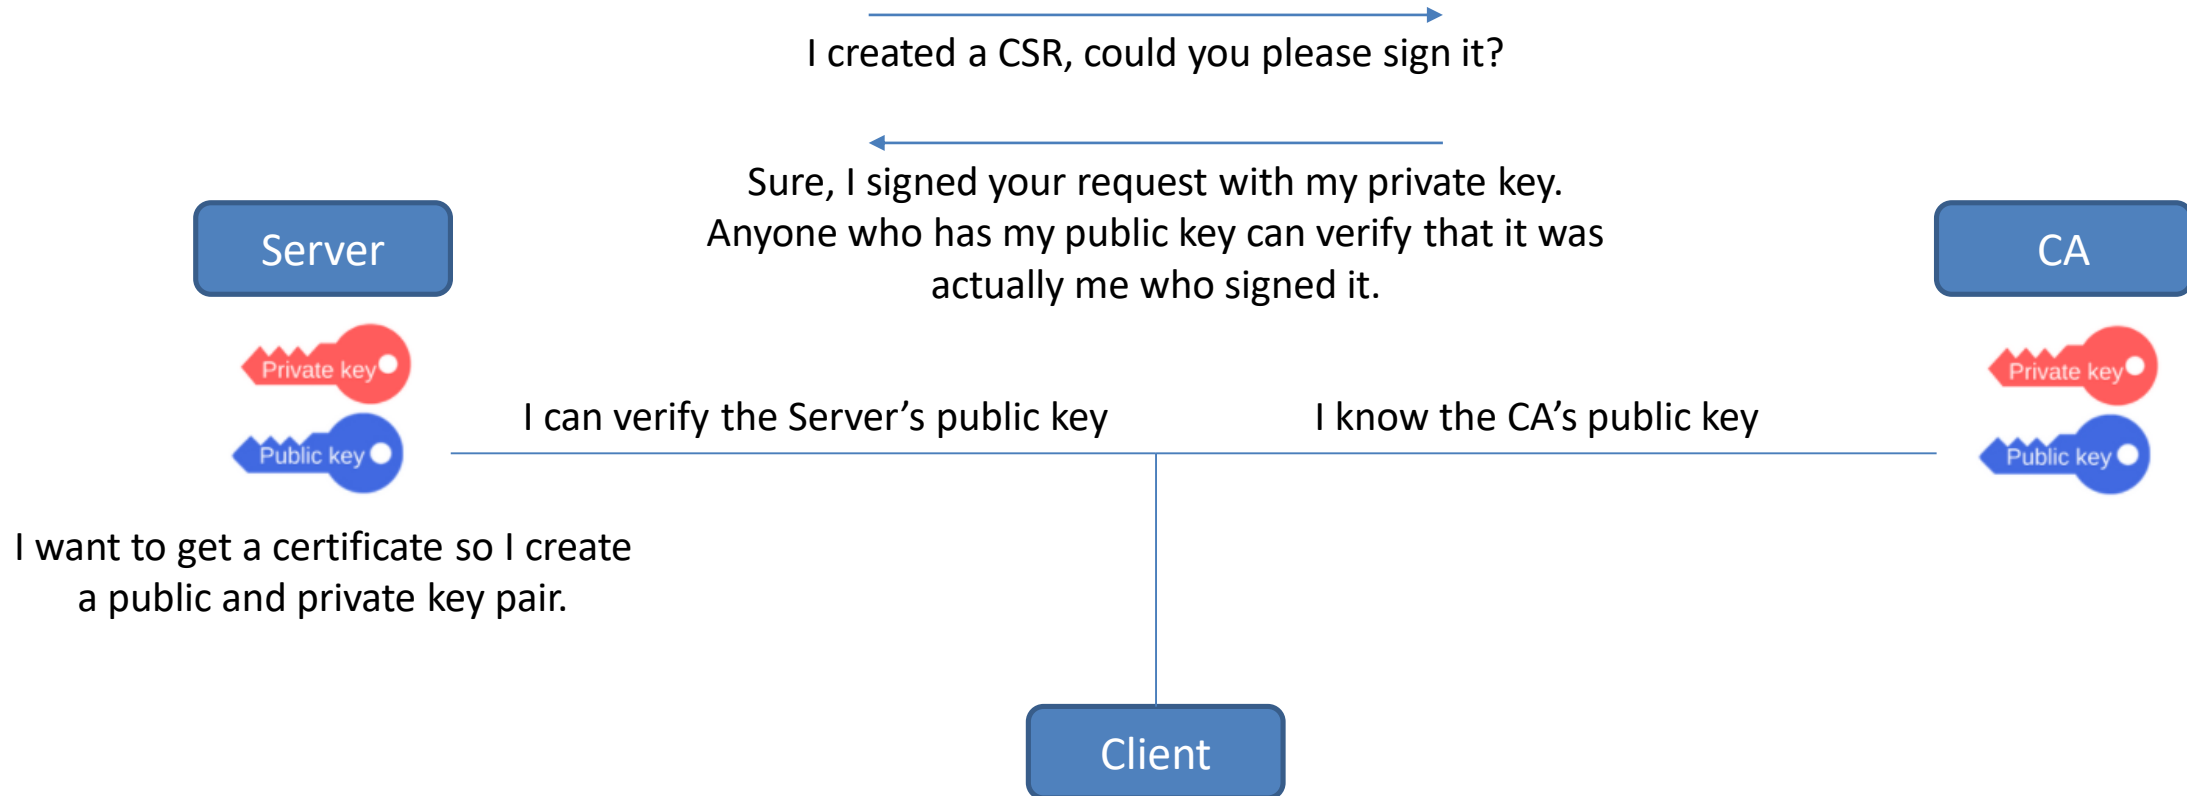 I created a CSR, could you please sign it?
Sure, I signed your request with my private key.
Anyone who has my public key can verify that it was
actually me who signed it.
Server
CA
Private key
Private key
I can verify the Server’s public key
I know the CA’s public key
Public key
Public key
I want to get a certificate so I create
a public and private key pair.
Client